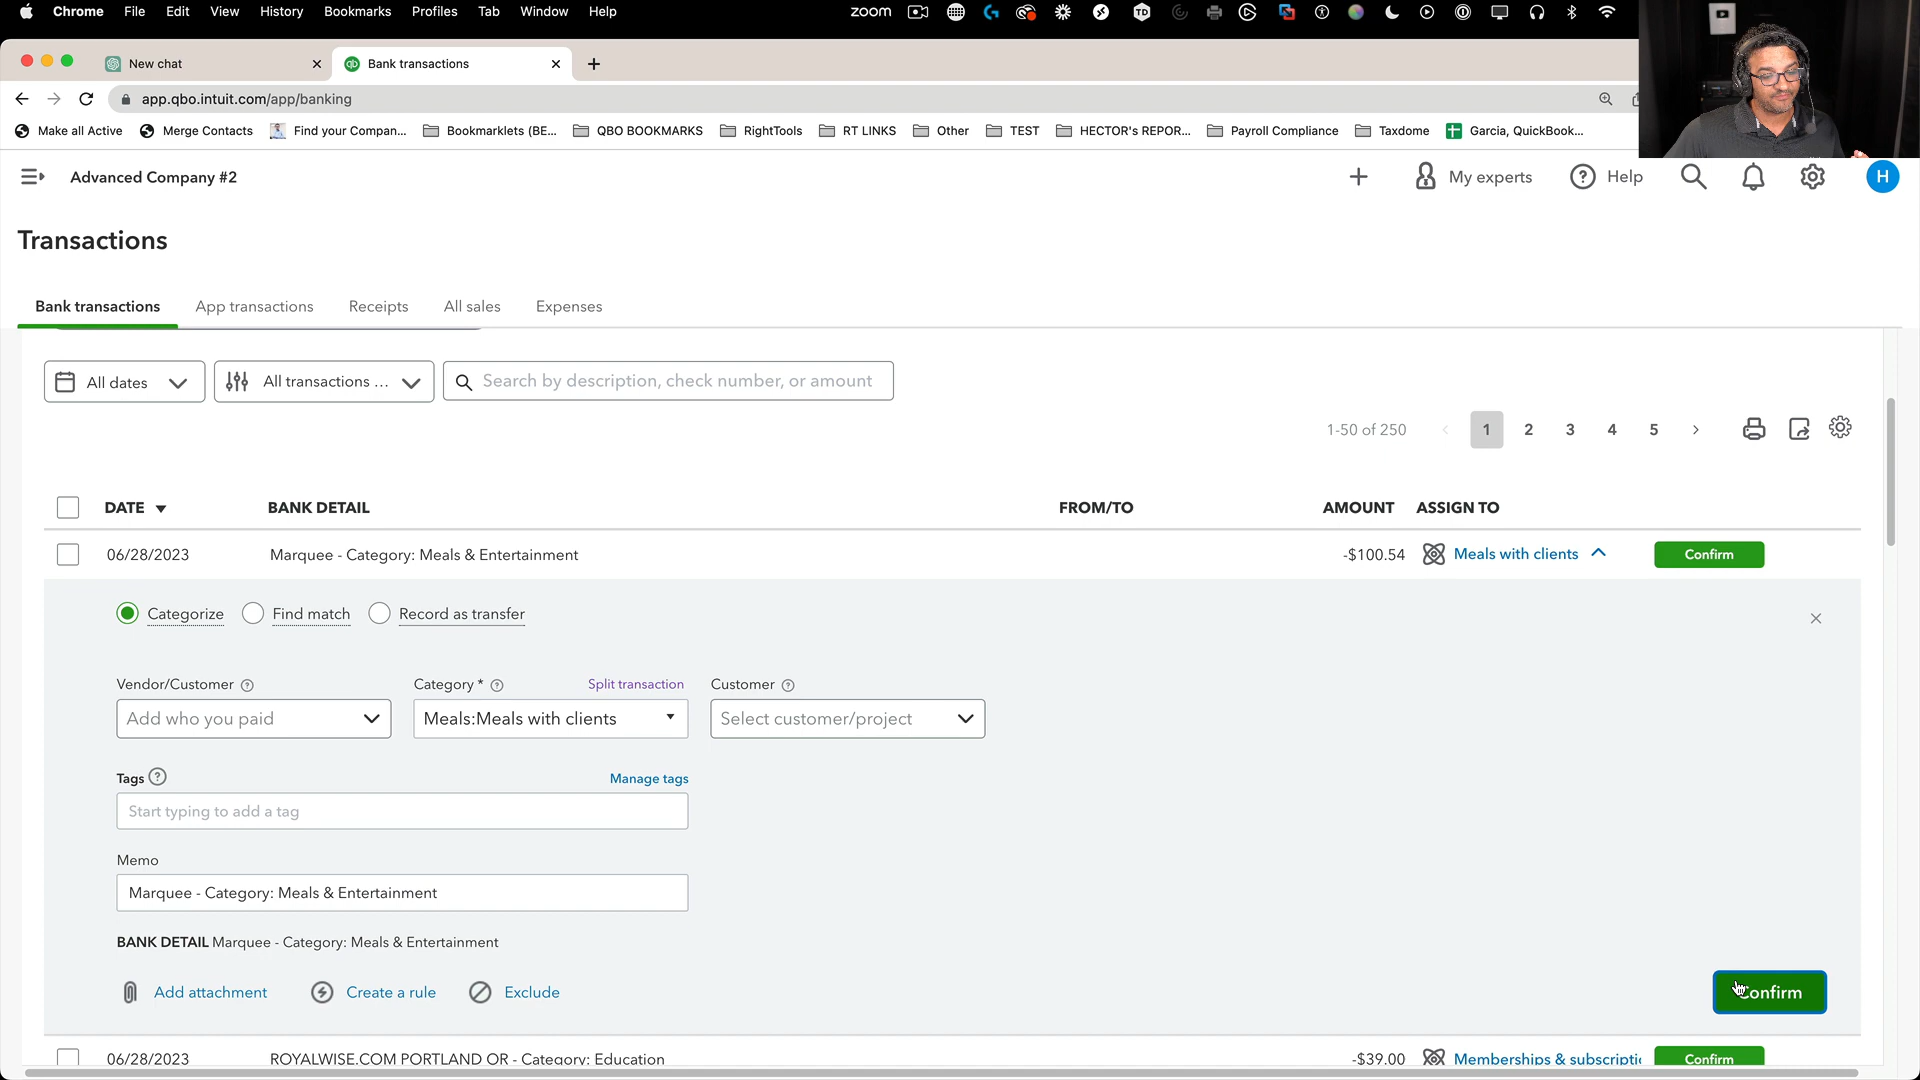 Chrome File Edit View History Bookmarks Profiles Tab Window Help zoom TD
New chat Bank transactions
app.qbo.intuit.com/app/banking
Make all Active Merge Contacts Find your Compan... Bookmarklets (BE... QBO BOOKMARKS RightTools RT LINKS Other TEST HECTOR's REPOR... Payroll Compliance Taxdome Garcia, QuickBook...
Advanced Company #2 My experts Help H
Transactions
Bank transactions App transactions Receipts All sales Expenses
All dates All transactions ... Search by description, check number, or amount
1-50 of 250 1 2 3 4 5
DATE BANK DETAIL FROM/TO AMOUNT ASSIGN TO
06/28/2023 Marquee - Category: Meals & Entertainment -$100.54 Meals with clients Confirm
Categorize Find match Record as transfer
Vendor/Customer Category * Split transaction Customer
Add who you paid Meals:Meals with clients Select customer/project
Tags Manage tags
Start typing to add a tag
Memo
Marquee - Category: Meals & Entertainment
BANK DETAIL Marquee - Category: Meals & Entertainment
Add attachment Create a rule Exclude Confirm
06/28/2023 ROYALWISE.COM PORTLAND OR - Category: Education -$39.00 Memberships & subscripti Confirm